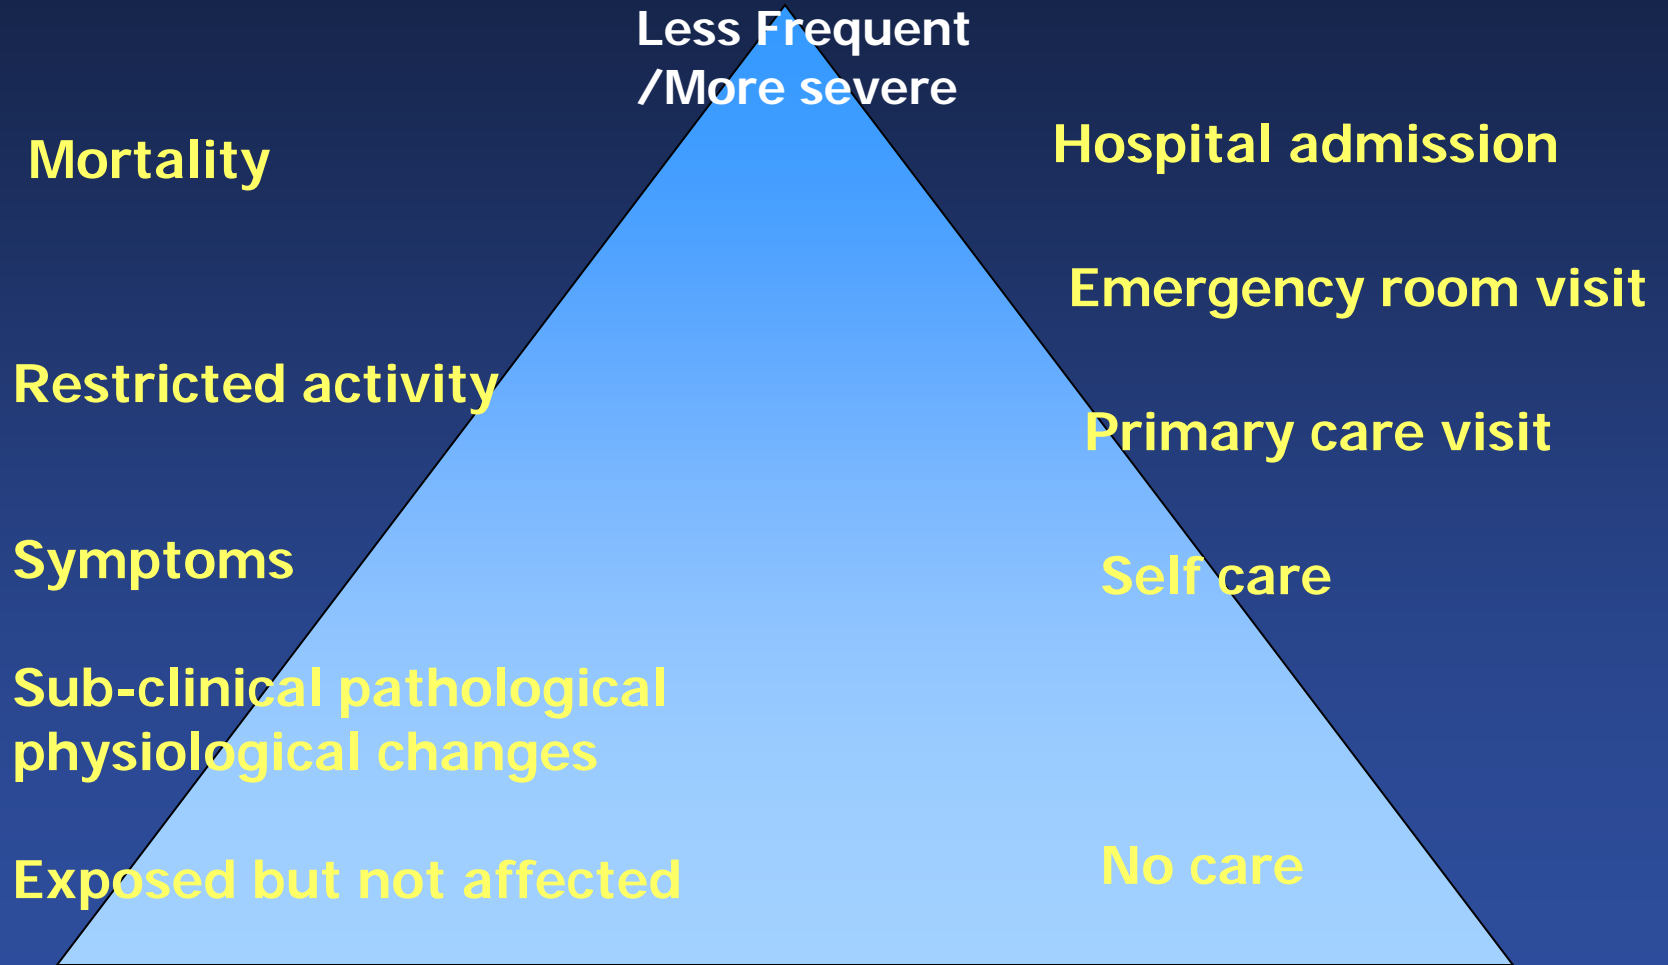 Less Frequent
/More severe
Mortality
Restricted activity
Symptoms
Sub-clinical pathological
physiological changes
Exposed but not affected
Hospital admission
Emergency room visit
Primary care visit
Self care
No care